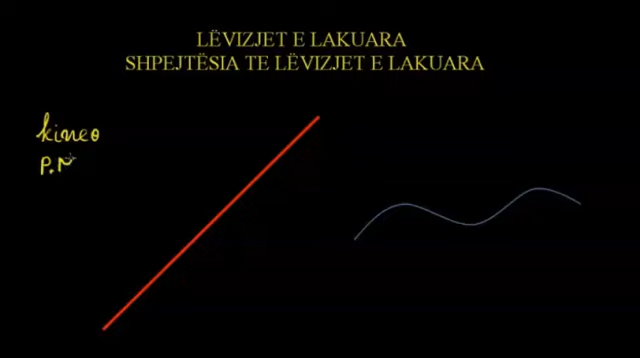 LËVIZJET E LAKUARA
SHPEJTËSIA TE LËVIZJET E LAKUARA
kineo
P.M